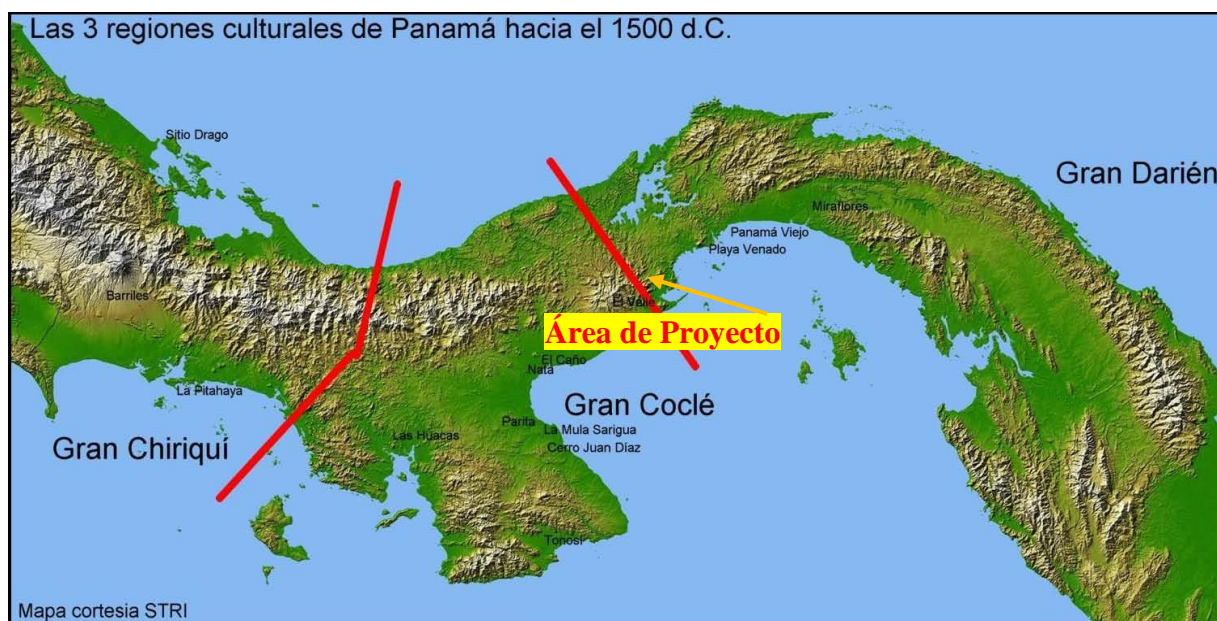 Las 3 regiones culturales de Panamá hacia el 1500 d.C.
Sitio Drago
Gran Darién
Miraflores
Panamá Viejo
Playa Venado
Barriles
El Valle
Área de Proyecto
El Caño
Natá
La Pitahaya
Gran Coclé
Parita
La Mula Sarigua
Las Huacas
Gran Chiriquí
Cerro Juan Díaz
Tonosí
Mapa cortesia STRI